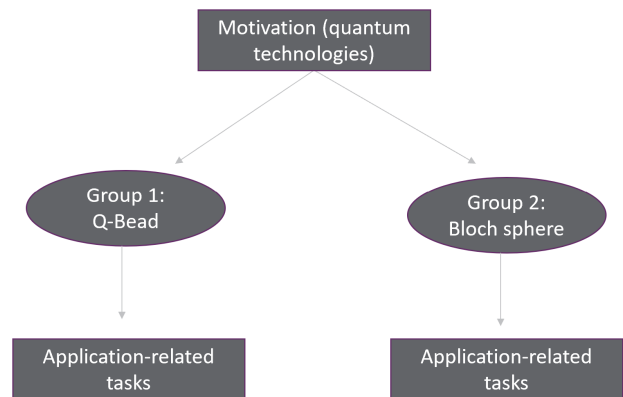 Motivation (quantum
technologies)
Group 1:
Q-Bead
Group 2:
Bloch sphere
Application-related
tasks
Application-related
tasks